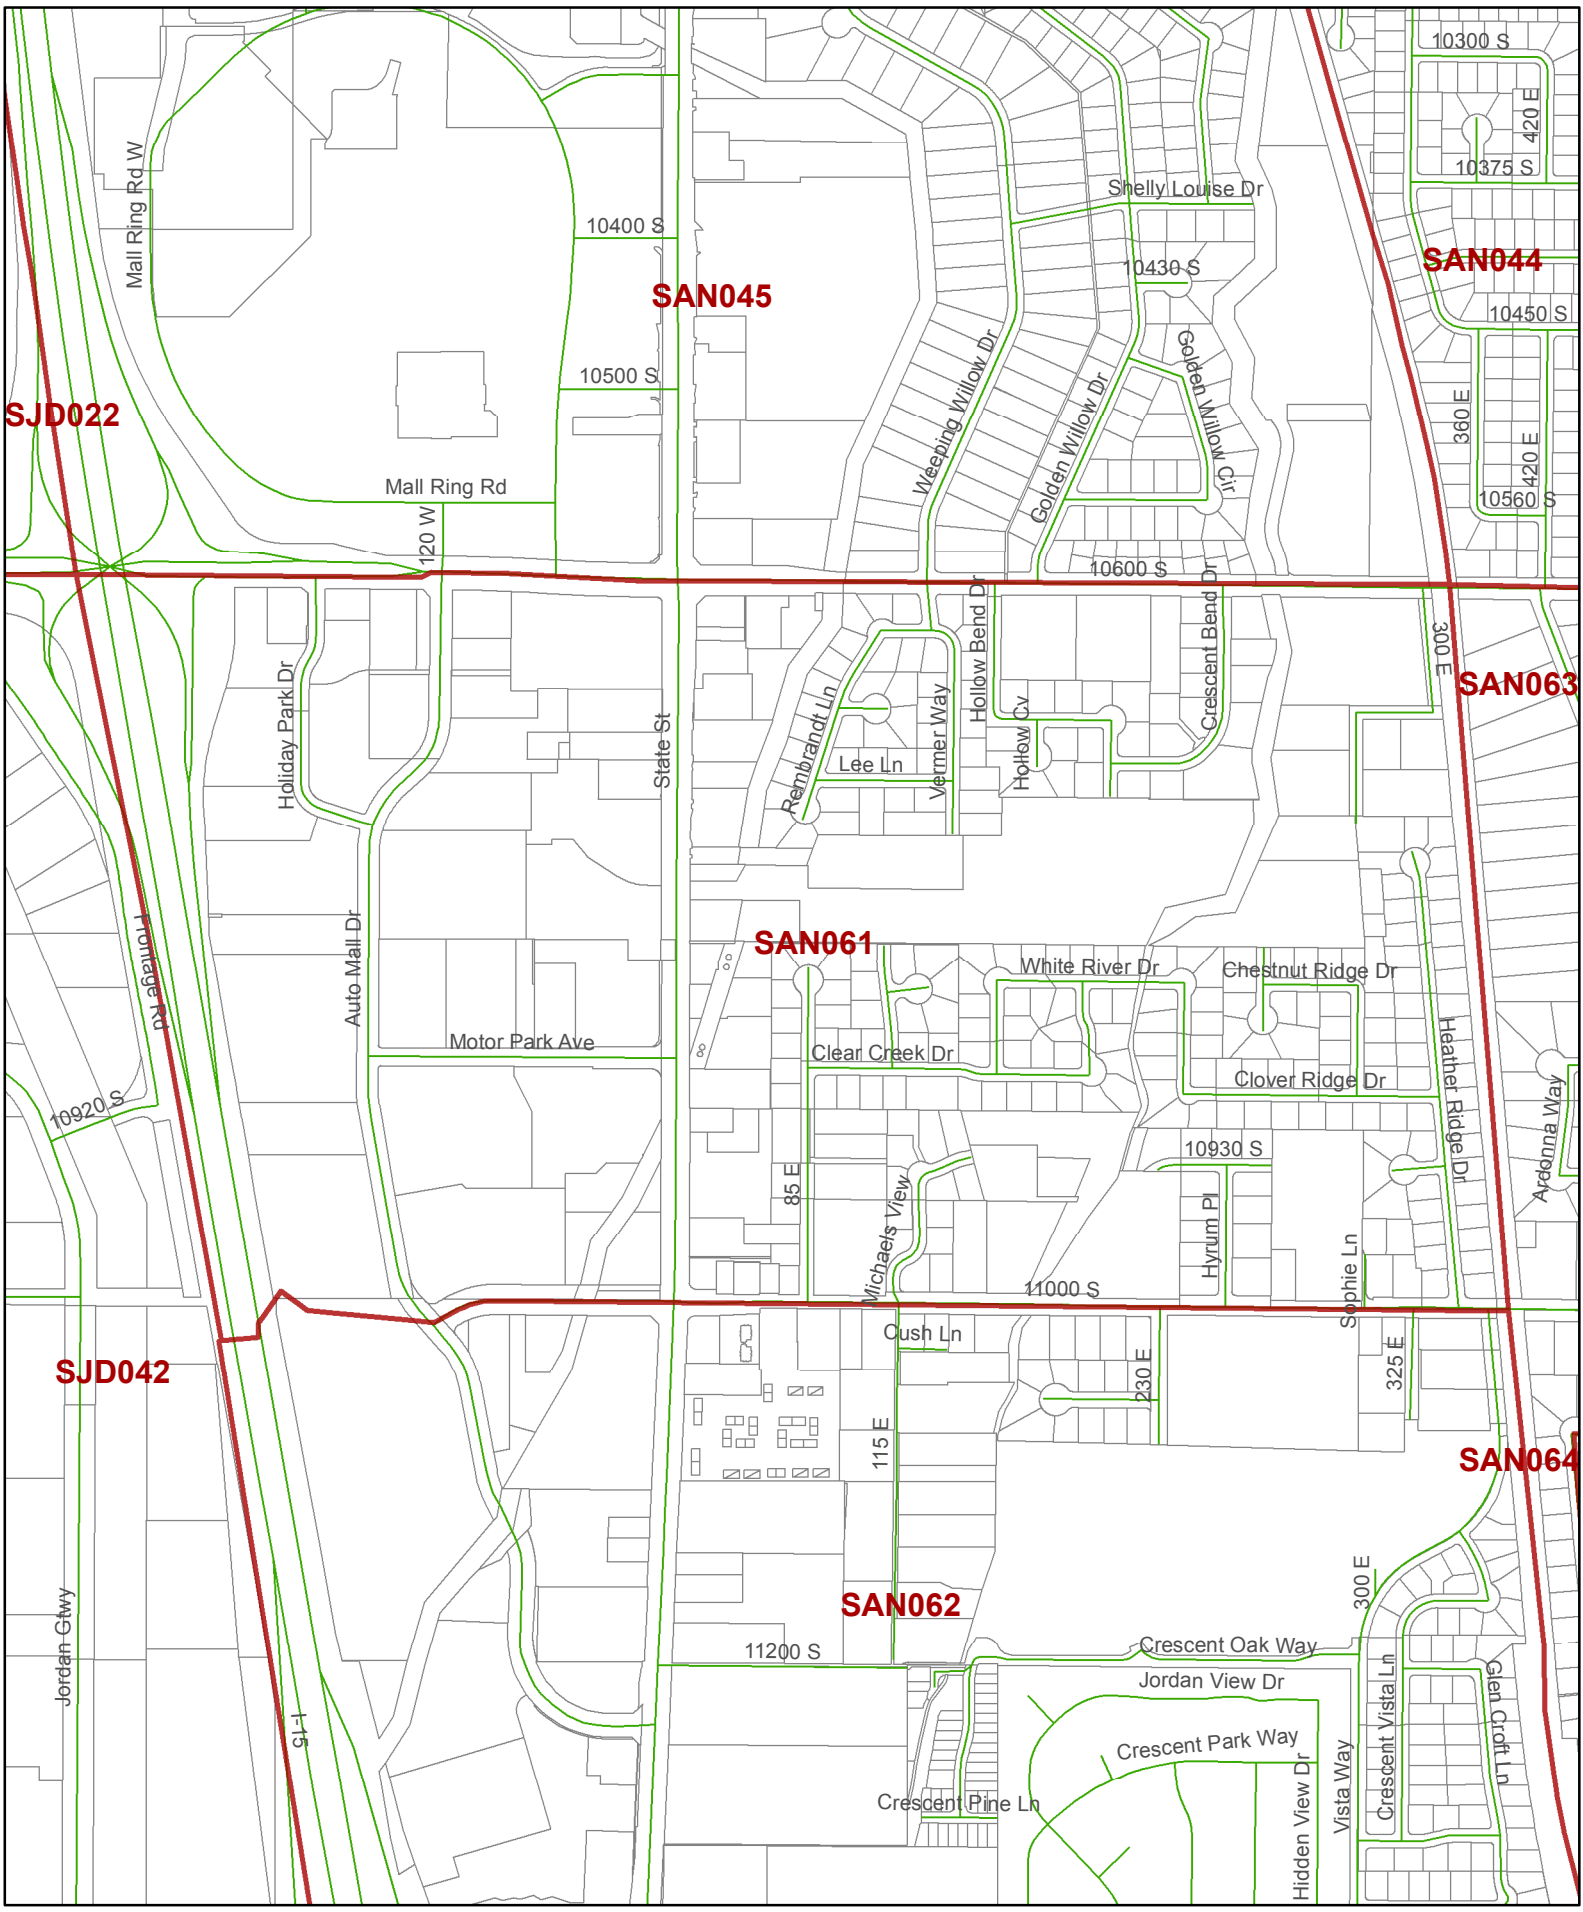 10300 S
420 E
10375 S
Mall Ring Rd W
Shelly Louise Dr
10400 S
SAN044
10430 S
SAN045
10450 S
Golden Willow Cir
Weeping Willow Dr
10500 S
Golden Willow Dr
SJD022
360 E
420 E
Mall Ring Rd
10560 S
120 W
10600 S
Hollow Bend Dr
Crescent Bend Dr
300 E
SAN063
Holiday Park Dr
State St
Rembrandt Ln
Vermer Way
Hollow Cv
Lee Ln
SAN061
Frontage Rd
Auto Mall Dr
White River Dr
Chestnut Ridge Dr
Motor Park Ave
Clear Creek Dr
Clover Ridge Dr
Heather Ridge Dr
10920 S
Ardonna Way
10930 S
85 E
Michaels View
Hyrum Pl
Sophie Ln
11000 S
Cush Ln
SJD042
230 E
325 E
115 E
SAN064
300 E
SAN062
Jordan Gtwy
11200 S
Crescent Oak Way
Jordan View Dr
I-15
Crescent Park Way
Crescent Vista Ln
Glen Croft Ln
Hidden View Dr
Vista Way
Crescent Pine Ln